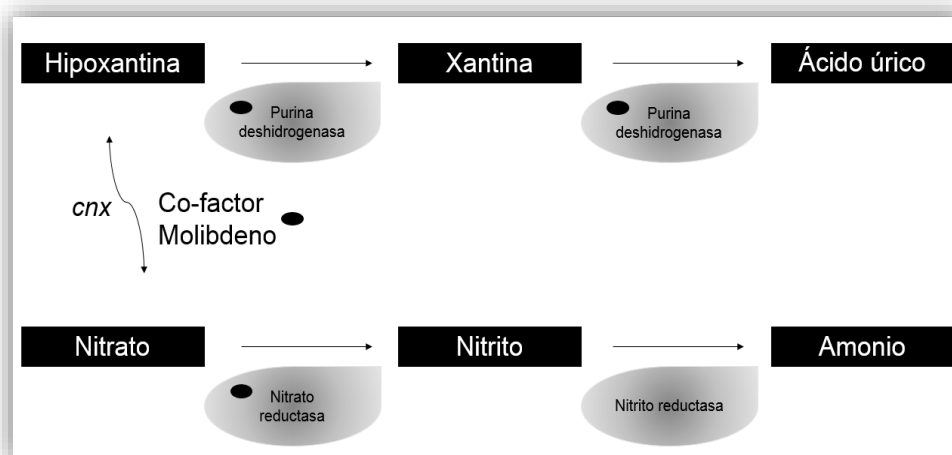 Hipoxantina
Xantina
Ácido úrico
Purina
deshidrogenasa
Purina
deshidrogenasa
cnx
Co-factor
Molibdeno
Nitrato
Nitrito
Amonio
Nitrato
reductasa
Nitrito reductasa